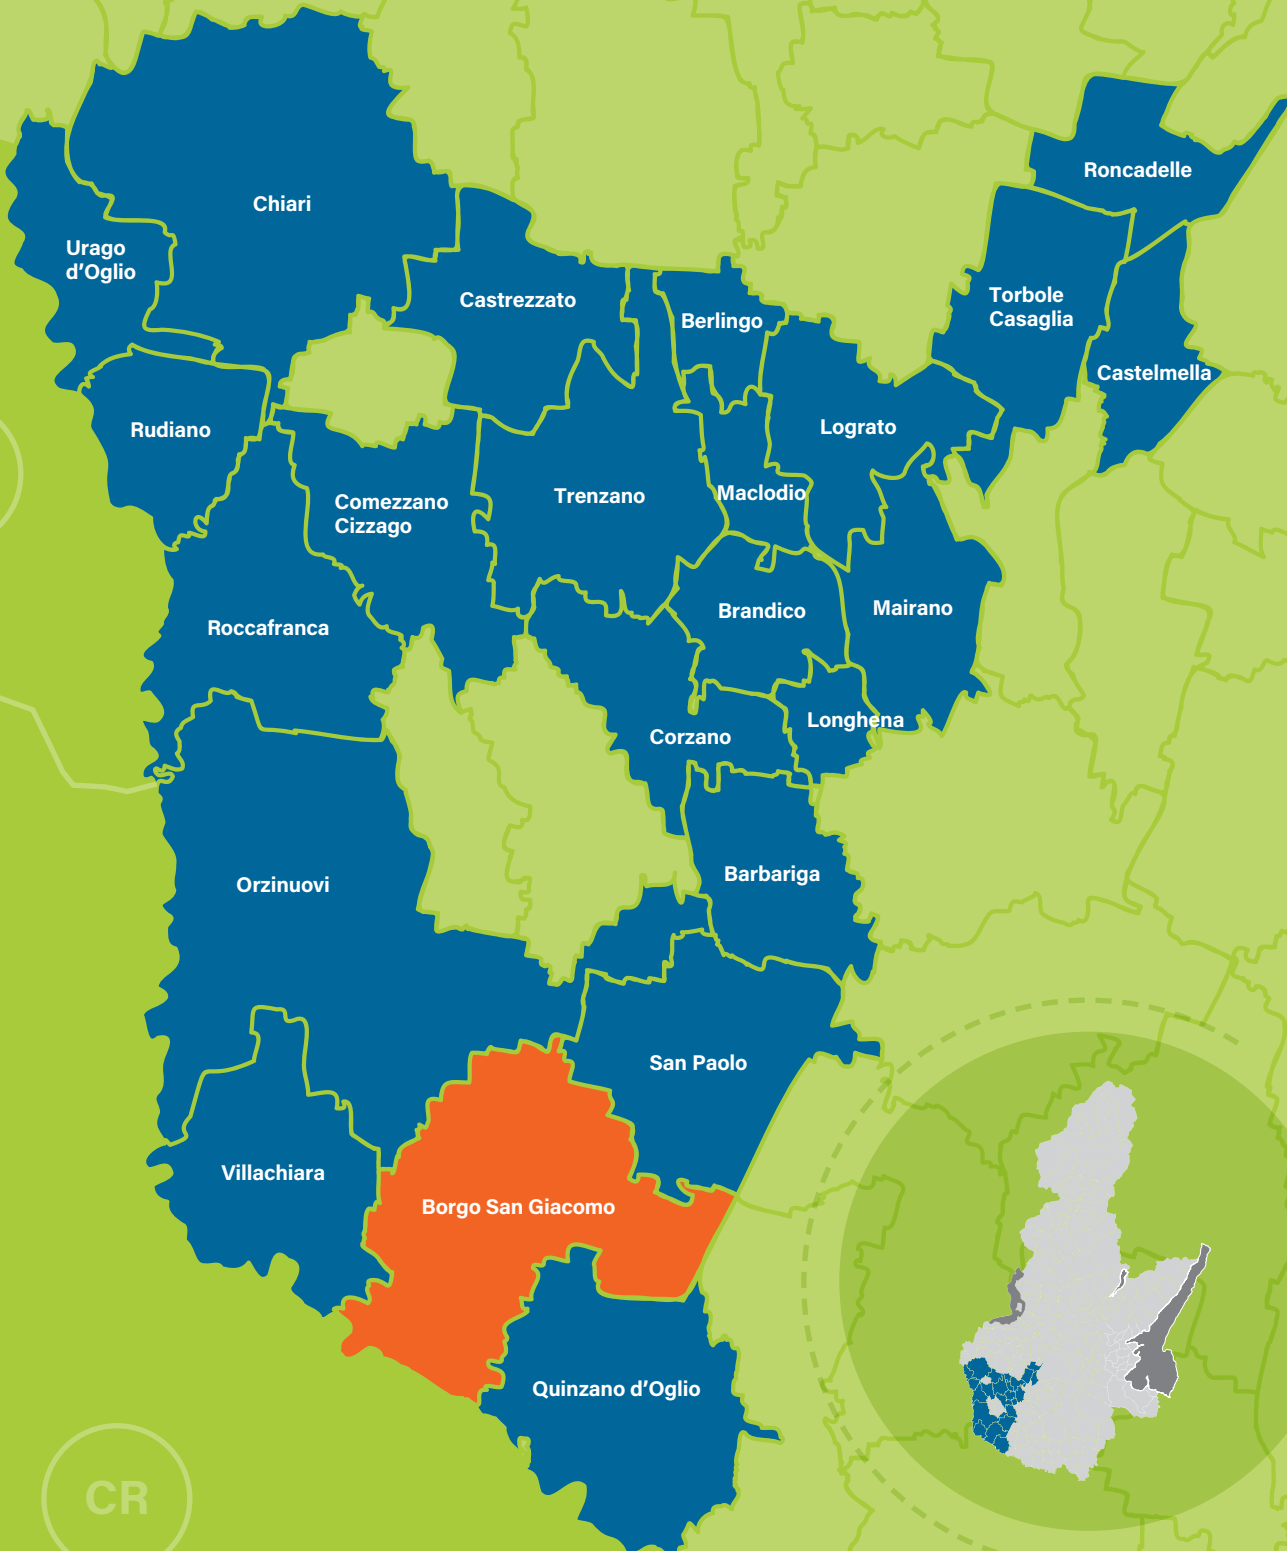 Roncadelle
Chiari
Urago
d’Oglio
Castrezzato
Berlingo
Torbole
Casaglia
Castelmella
Rudiano
Lograto
Comezzano
Cizzago
Trenzano
Maclodio
Brandico
Mairano
Roccafranca
Longhena
Corzano
Barbariga
Orzinuovi
San Paolo
Villachiara
Borgo San Giacomo
Quinzano d’Oglio
CR